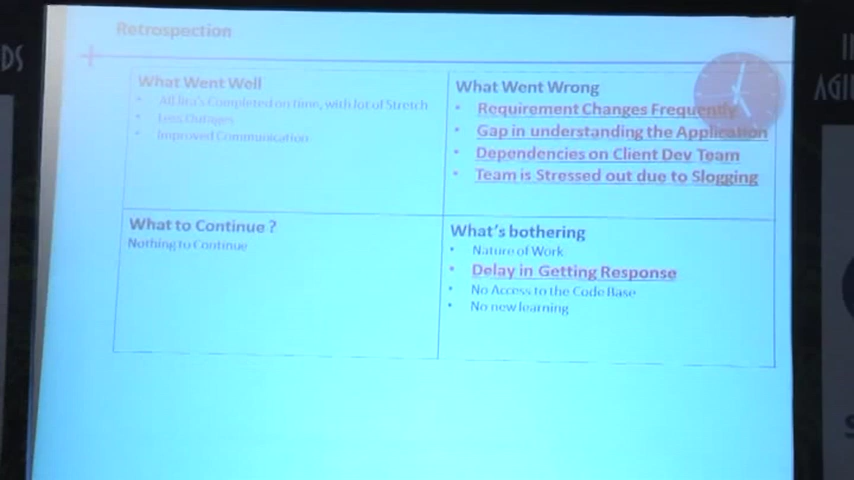 Retrospection
What Went Well
All Jira's Completed on time, with lot of Stretch
Less Outages
Improved Communication
What Went Wrong
Requirement Changes Frequently
Gap in understanding the Application
Dependencies on Client Dev Team
Team is Stressed out due to Slogging
What to Continue ?
Nothing to Continue
What's bothering
Nature of Work
Delay in Getting Response
No Access to the Code Base
No new learning
DS
AGI